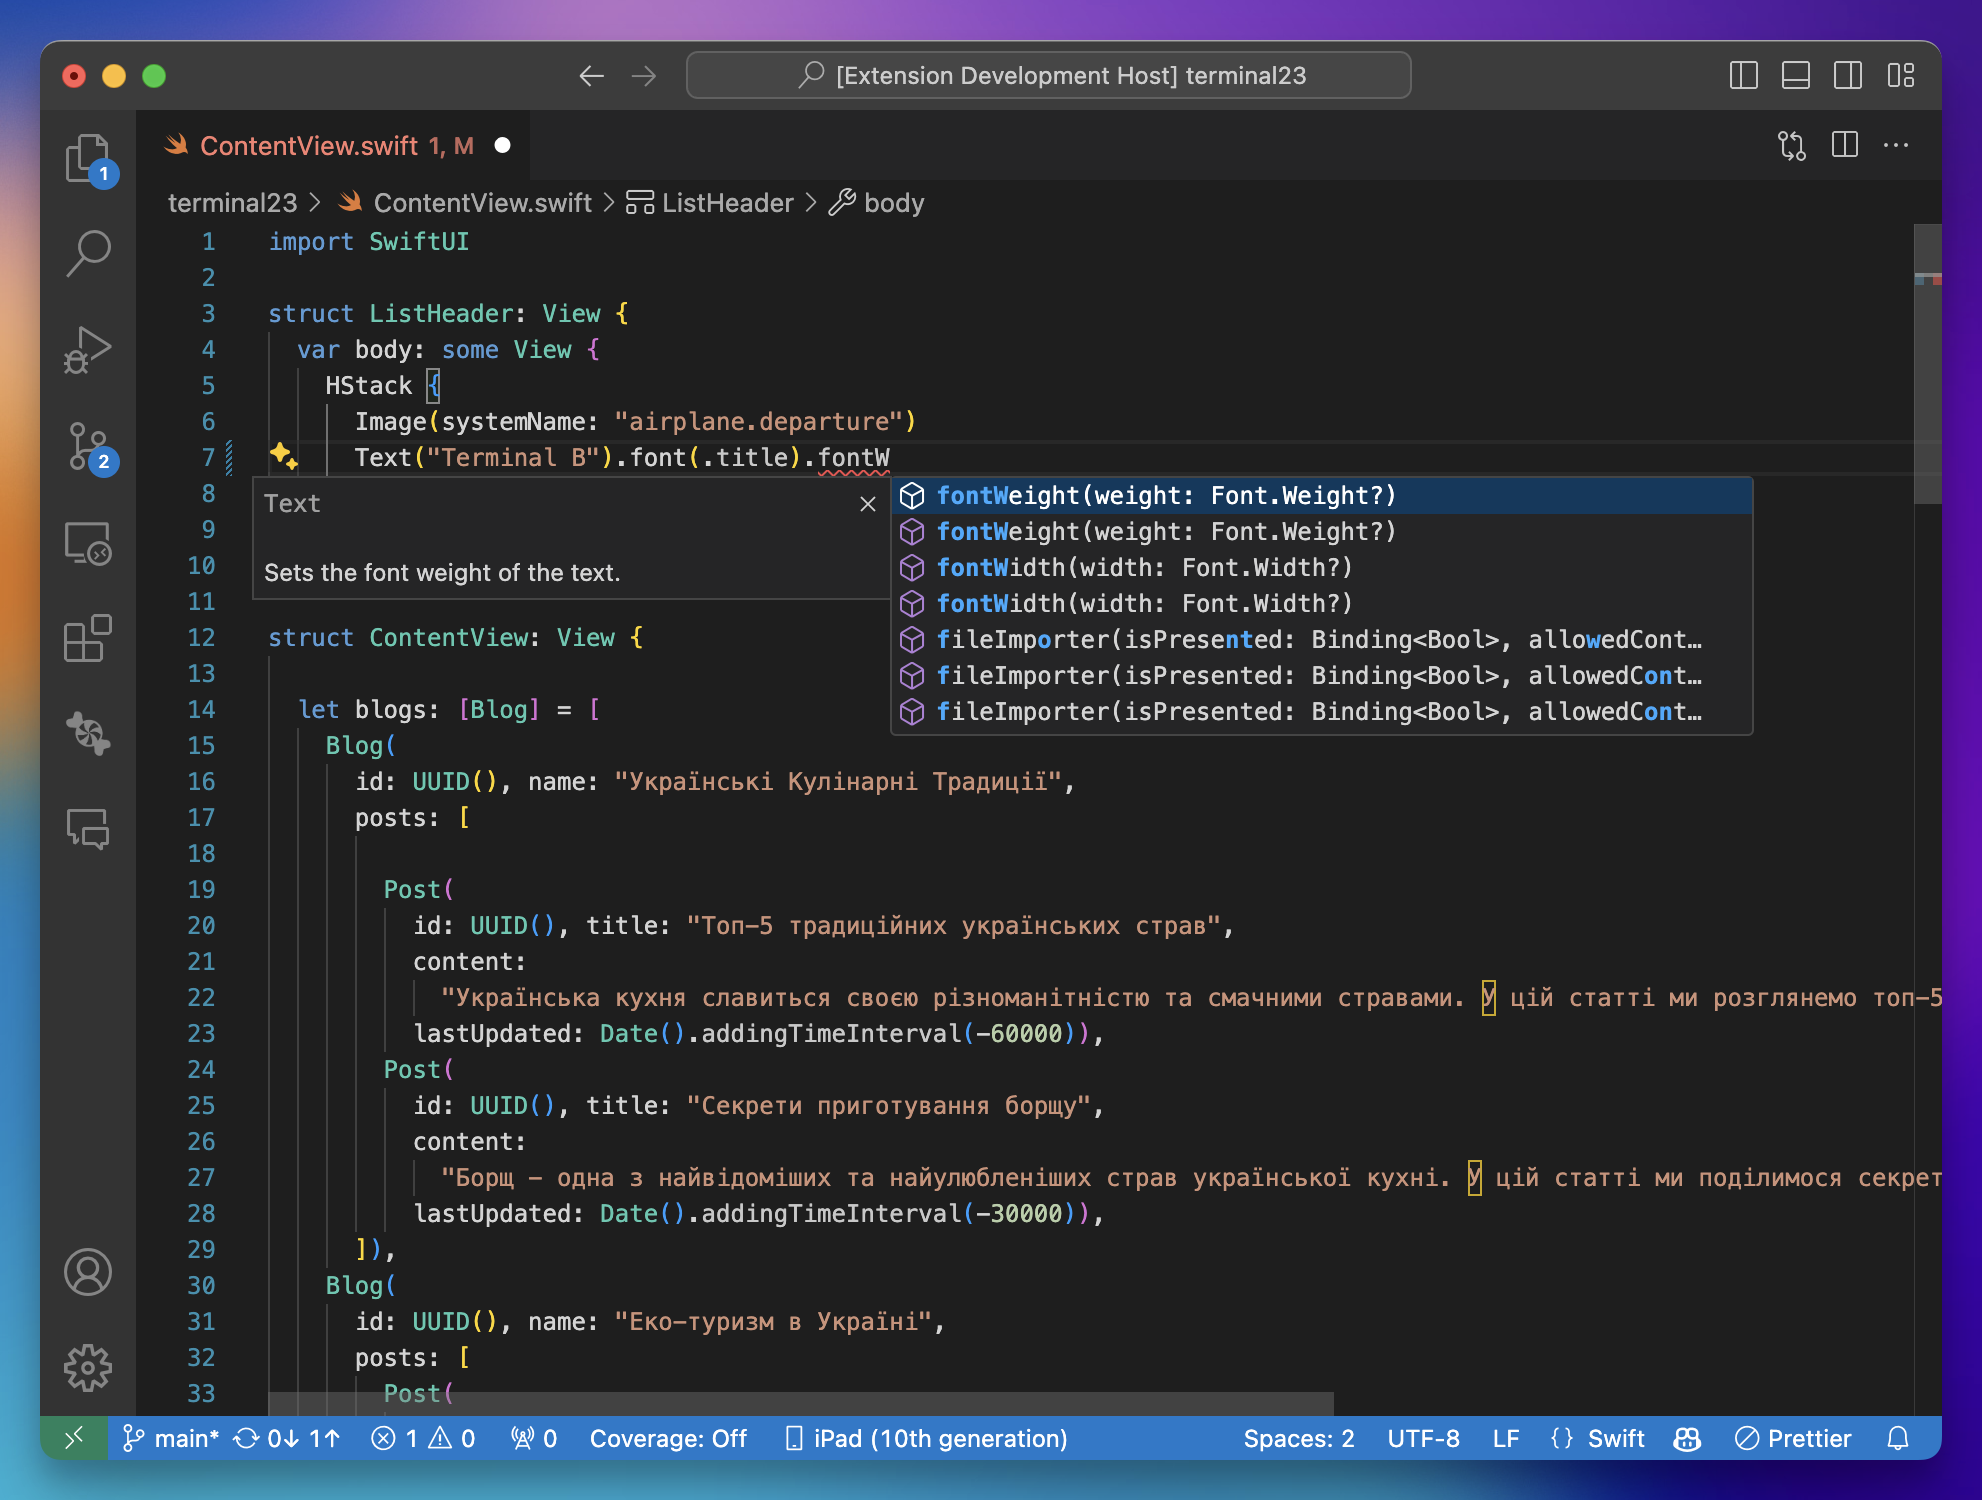 [Extension Development Host] terminal23
ContentView.swift 1, M
terminal23 > ContentView.swift > ListHeader > body
1
2
1 import SwiftUI
2
3 struct ListHeader: View {
4 var body: some View {
5 HStack {
6 Image(systemName: "airplane.departure")
7 Text("Terminal B").font(.title).fontW
8
9
10
11
Text
Sets the font weight of the text.
fontWeight(weight: Font.Weight?)
fontWeight(weight: Font.Weight?)
fontWidth(width: Font.Width?)
fontWidth(width: Font.Width?)
fileImporter(isPresented: Binding<Bool>, allowedCont…
fileImporter(isPresented: Binding<Bool>, allowedCont…
fileImporter(isPresented: Binding<Bool>, allowedCont…
12 struct ContentView: View {
13
14 let blogs: [Blog] = [
15 Blog(
16 id: UUID(), name: "Українські Кулінарні Традиції",
17 posts: [
18
19 Post(
20 id: UUID(), title: "Топ-5 традиційних українських страв",
21 content:
22 "Українська кухня славиться своєю різноманітністю та смачними стравами. У цій статті ми розглянемо топ-5
23 lastUpdated: Date().addingTimeInterval(-60000)),
24 Post(
25 id: UUID(), title: "Секрети приготування борщу",
26 content:
27 "Борщ – одна з найвідоміших та найулюбленіших страв української кухні. У цій статті ми поділимося секрет
28 lastUpdated: Date().addingTimeInterval(-30000)),
29 ]),
30 Blog(
31 id: UUID(), name: "Еко-туризм в Україні",
32 posts: [
33 Post(
main* 0↓ 1↑ 1 0 0 Coverage: Off iPad (10th generation) Spaces: 2 UTF-8 LF {} Swift Prettier